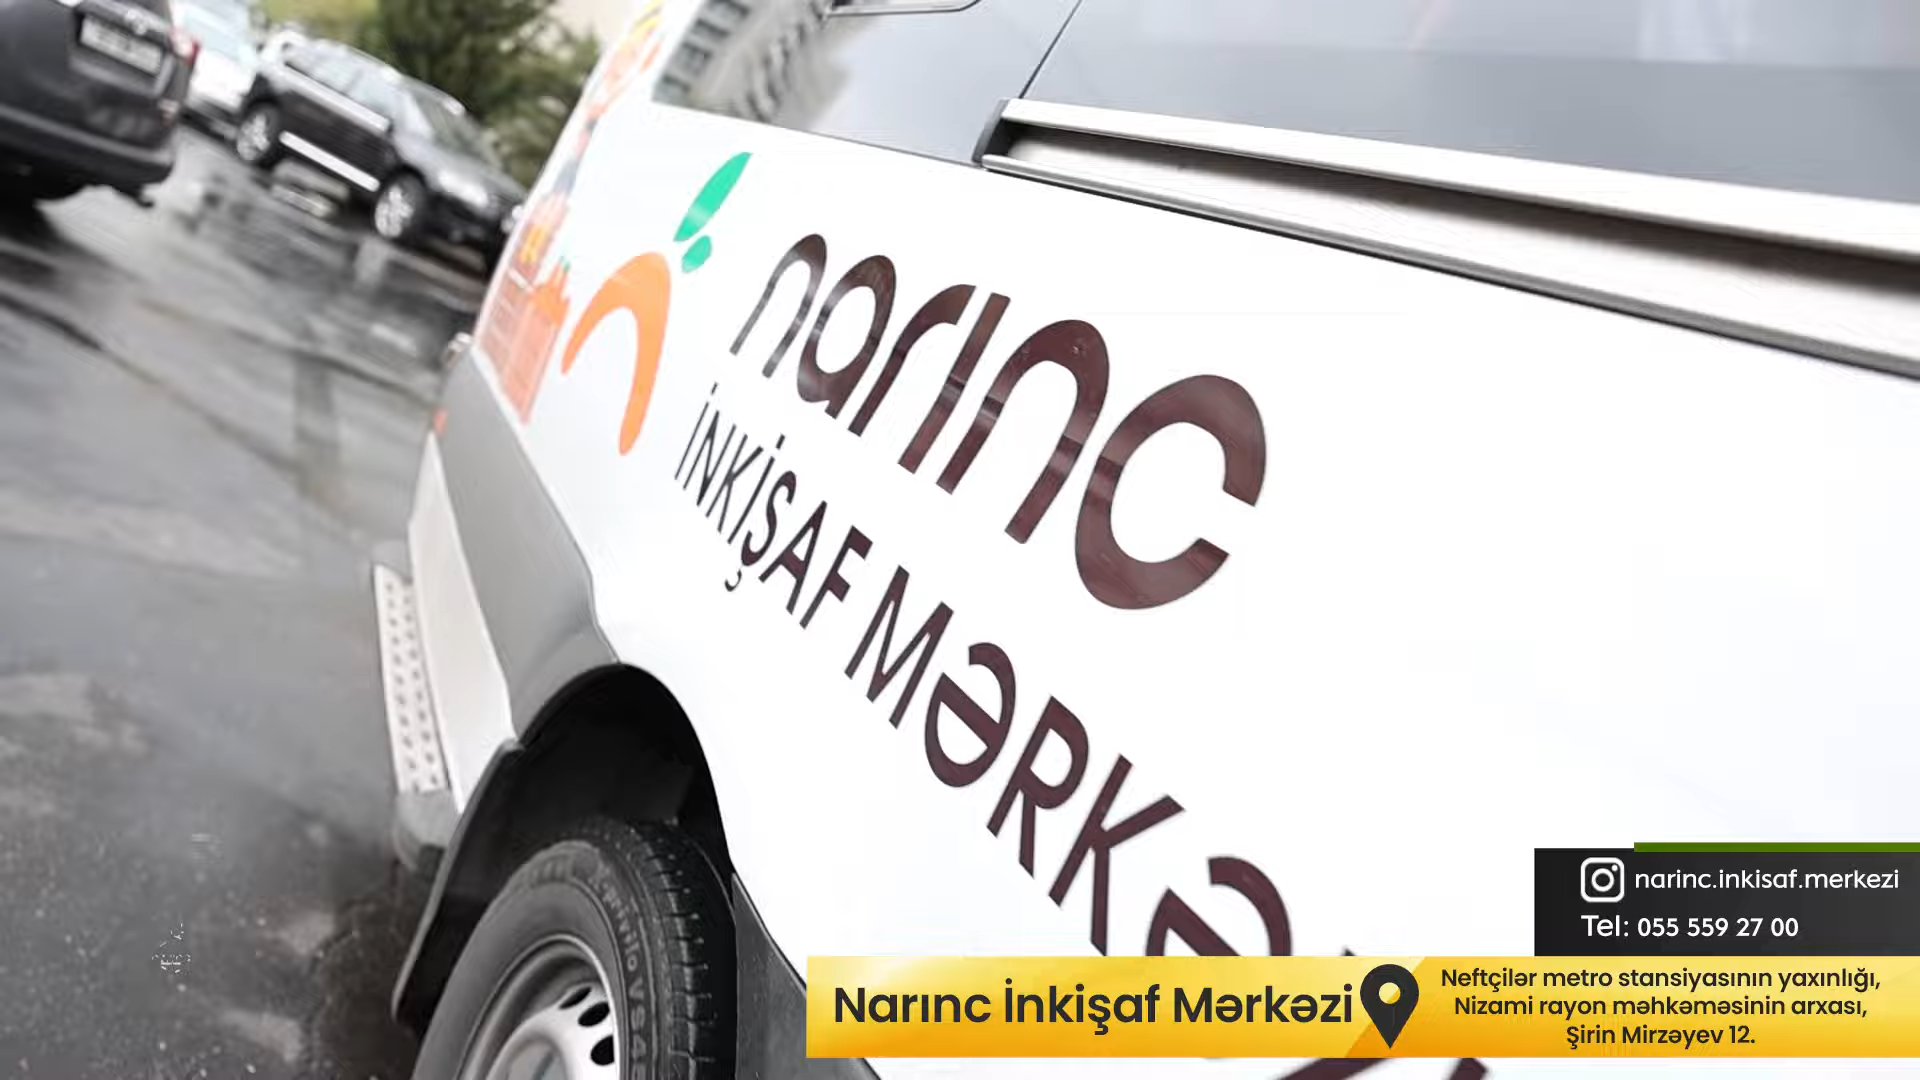 narınc
İNKİŞAF MƏRKƏ
narinc.inkisaf.merkezi
Tel: 055 559 27 00
Narınc İnkişaf Mərkəzi
Neftçilər metro stansiyasının yaxınlığı,
Nizami rayon məhkəməsinin arxası,
Şirin Mirzəyev 12.